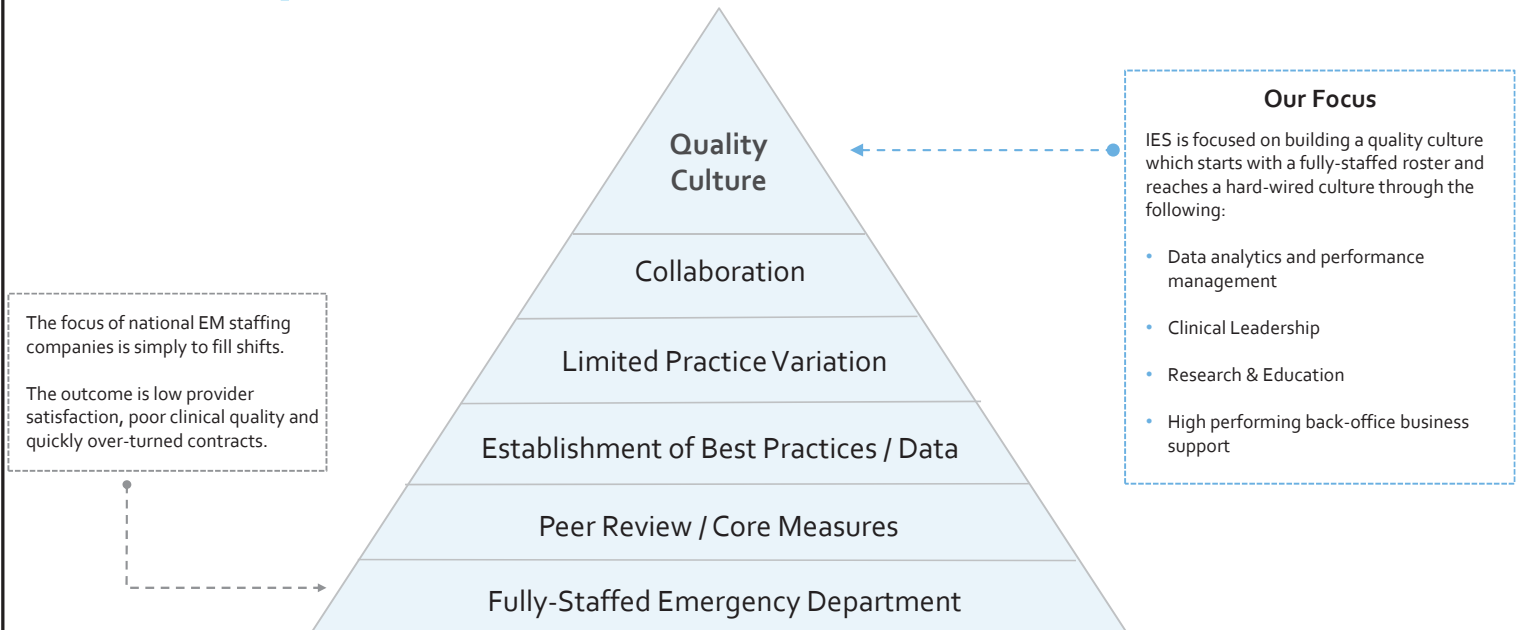 Quality
Culture
Collaboration
Limited Practice Variation
Establishment of Best Practices / Data
Peer Review / Core Measures
Fully-Staffed Emergency Department
The focus of national EM staffing
companies is simply to fill shifts.
The outcome is low provider
satisfaction, poor clinical quality and
quickly over-turned contracts.
Our Focus
IES is focused on building a quality culture
which starts with a fully-staffed roster and
reaches a hard-wired culture through the
following:
• Data analytics and performance
management
• Clinical Leadership
• Research & Education
• High performing back-office business
support